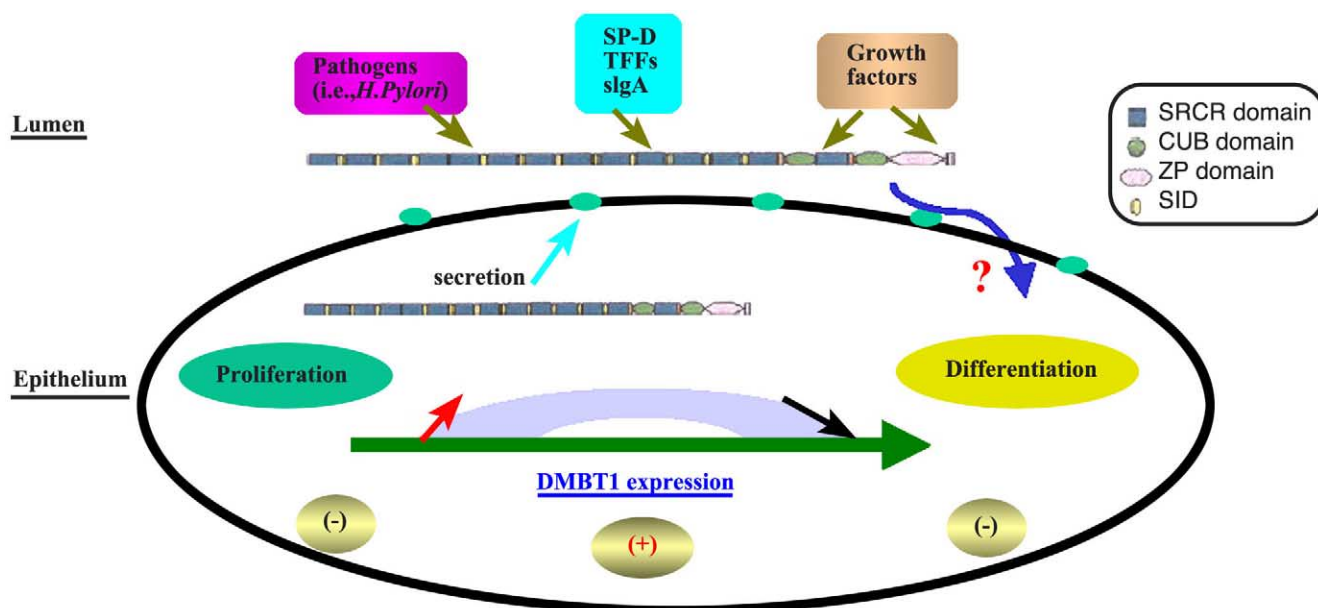 Pathogens
(i.e.,H.Pylori)
SP-D
TFFs
slgA
Growth
factors
Lumen
SRCR domain
CUB domain
ZP domain
SID
secretion
?
Epithelium
Proliferation
Differentiation
DMBT1 expression
(-)
(+)
(-)